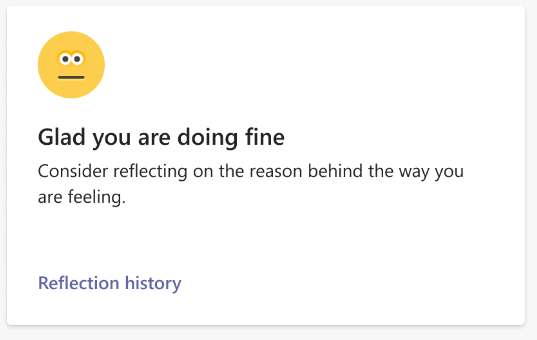 Glad you are doing fine
Consider reflecting on the reason behind the way you
are feeling.
Reflection history